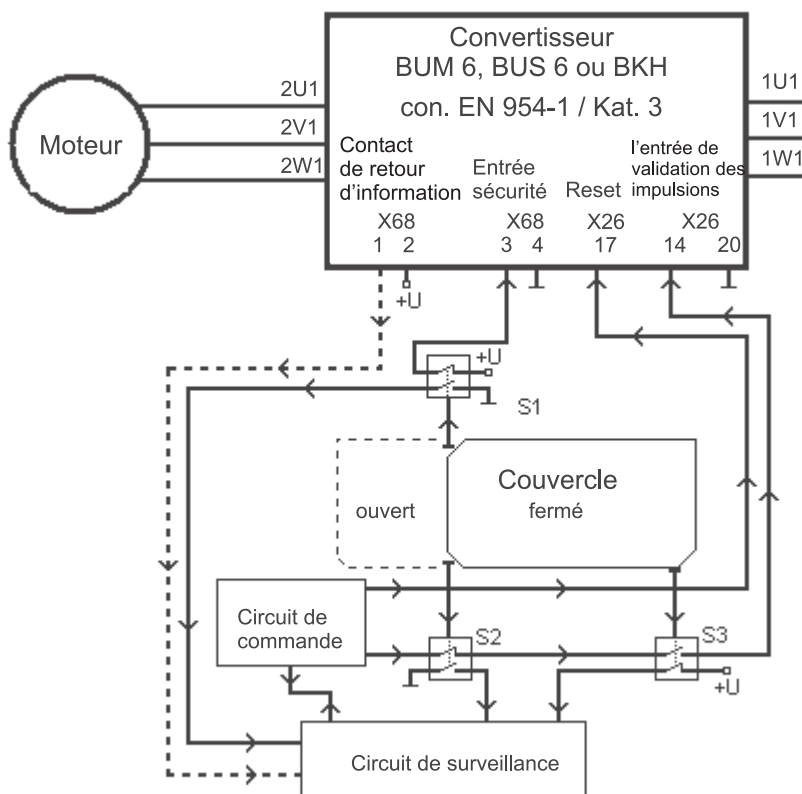 Convertisseur
BUM 6, BUS 6 ou BKH
con. EN 954-1 / Kat. 3
Moteur
2U1
2V1
2W1
1U1
1V1
1W1
Contact
de retour
d'information
Entrée
sécurité
Reset
l'entrée de
validation des
impulsions
X68
X68
X26
X26
1
2
3
4
17
14
20
+U
+U
S1
Couvercle
fermé
ouvert
Circuit de
commande
S2
S3
+U
Circuit de surveillance